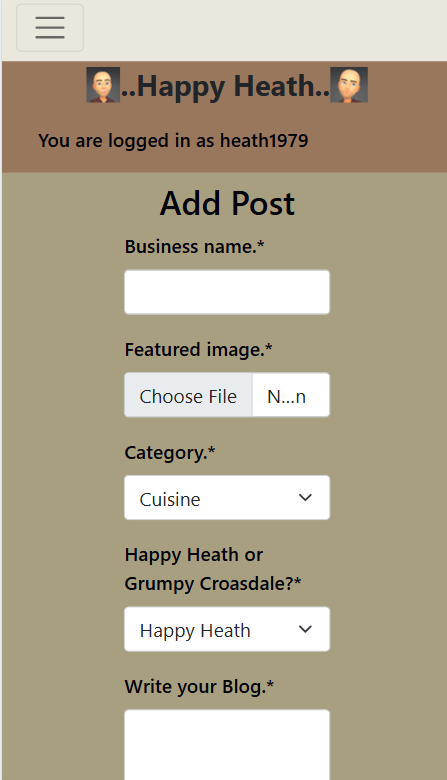 ..Happy Heath..
You are logged in as heath1979
Add Post
Business name.*
Featured image.*
Choose File N...n
Category.*
Cuisine
Happy Heath or
Grumpy Croasdale?*
Happy Heath
Write your Blog.*